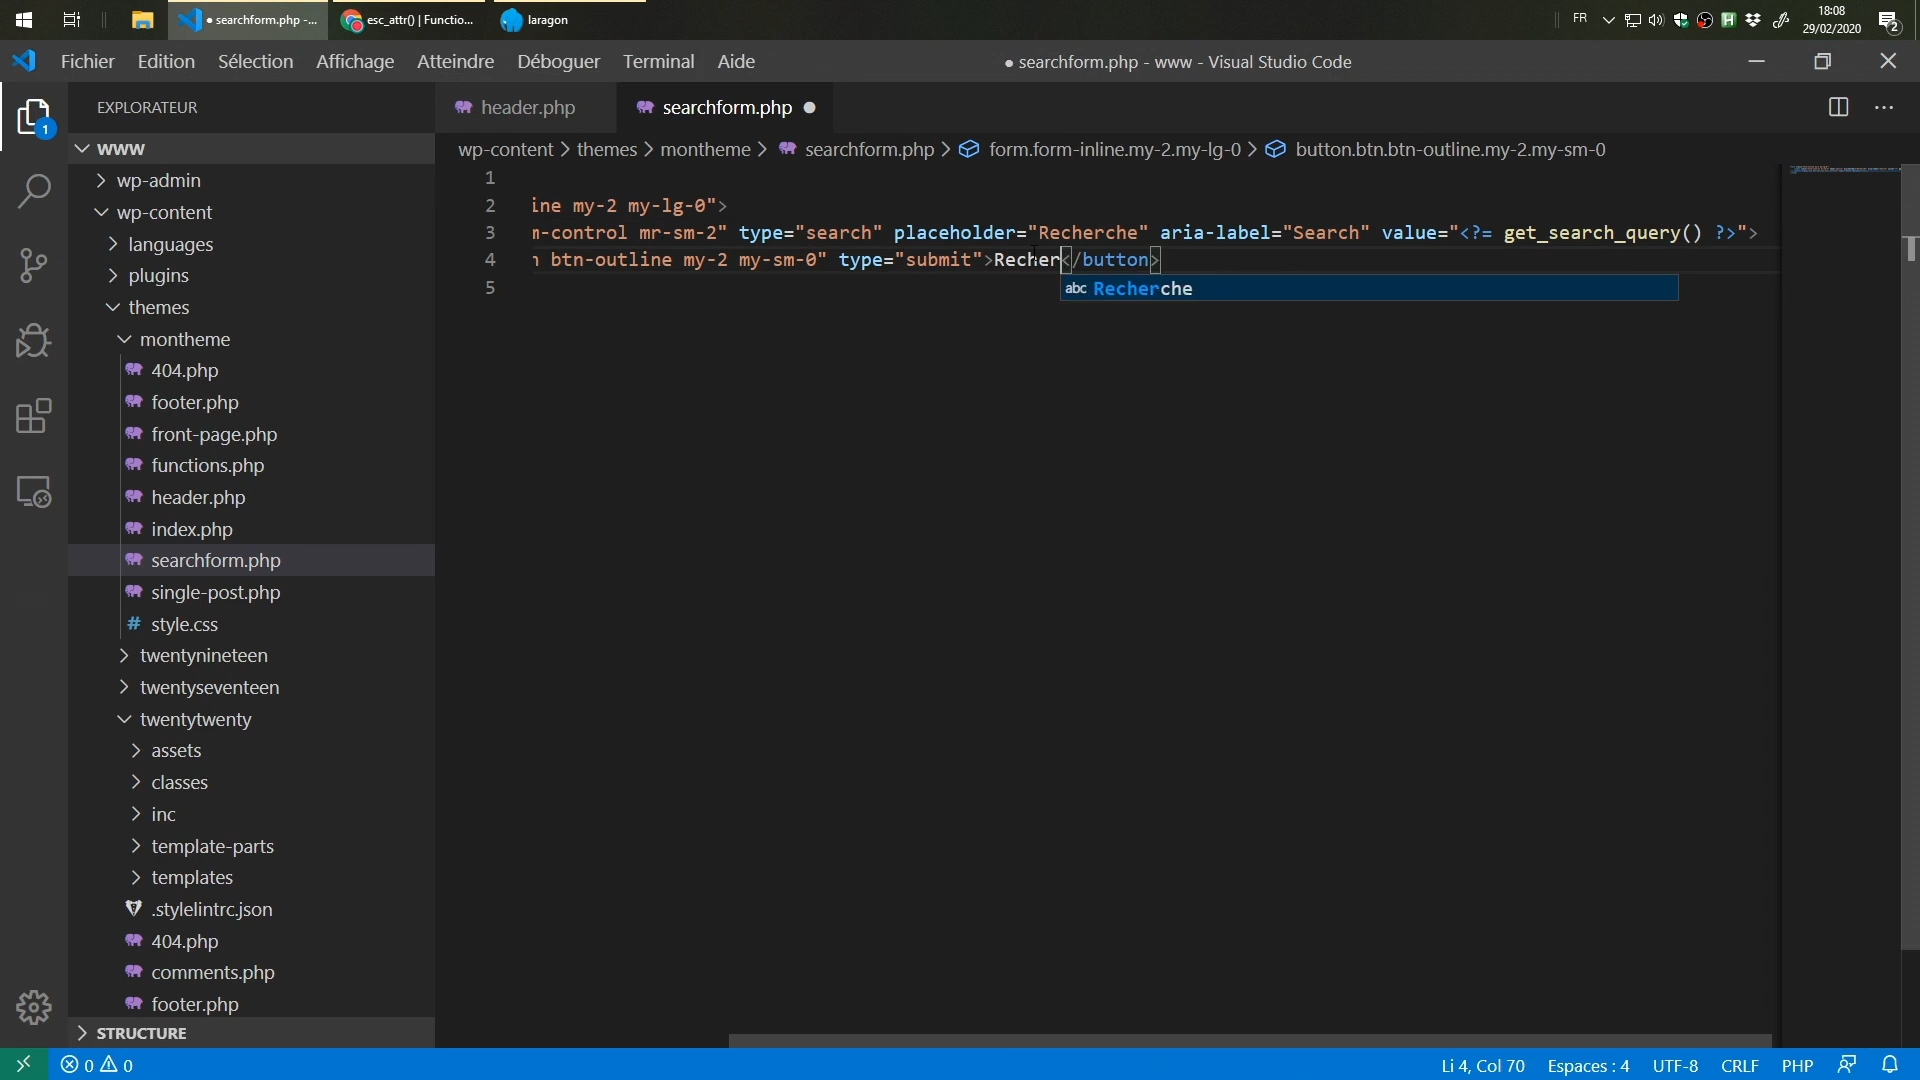 searchform.php -...
esc_attr() | Functio...
laragon
FR
18:08
29/02/2020
2
Fichier Edition Sélection Affichage Atteindre Déboguer Terminal Aide
● searchform.php - www - Visual Studio Code
1
EXPLORATEUR
header.php
searchform.php
WWW
wp-content > themes > montheme > searchform.php > form.form-inline.my-2.my-lg-0 > button.btn.btn-outline.my-2.my-sm-0
wp-admin
wp-content
languages
plugins
themes
montheme
404.php
footer.php
front-page.php
functions.php
header.php
index.php
searchform.php
single-post.php
# style.css
twentynineteen
twentyseventeen
twentytwenty
assets
classes
inc
template-parts
templates
.stylelintrc.json
404.php
comments.php
footer.php
STRUCTURE
1
2 ine my-2 my-lg-0">
3 m-control mr-sm-2" type="search" placeholder="Recherche" aria-label="Search" value="<?= get_search_query() ?>">
4 n btn-outline my-2 my-sm-0" type="submit">Recher</button>
abc Recherche
5
0 0
Li 4, Col 70
Espaces : 4
UTF-8
CRLF
PHP